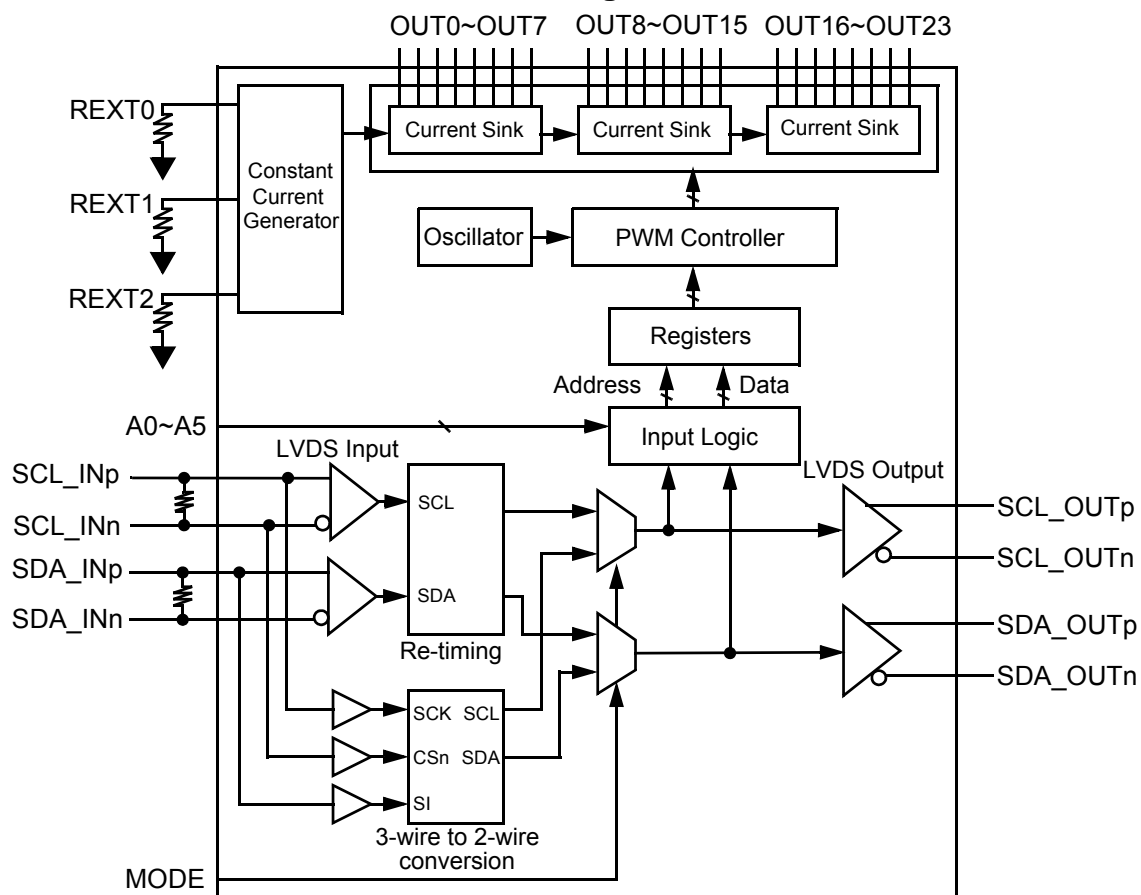 OUT0~OUT7 OUT8~OUT15 OUT16~OUT23
REXT0
REXT1
REXT2
Constant
Current
Generator
Current Sink
Current Sink
Current Sink
Oscillator
PWM Controller
Registers
Address
Data
A0~A5
Input Logic
LVDS Input
LVDS Output
SCL_INp
SCL_INn
SDA_INp
SDA_INn
SCL
SDA
Re-timing
SCL_OUTp
SCL_OUTn
SDA_OUTp
SDA_OUTn
SCK SCL
CSn SDA
SI
3-wire to 2-wire
conversion
MODE